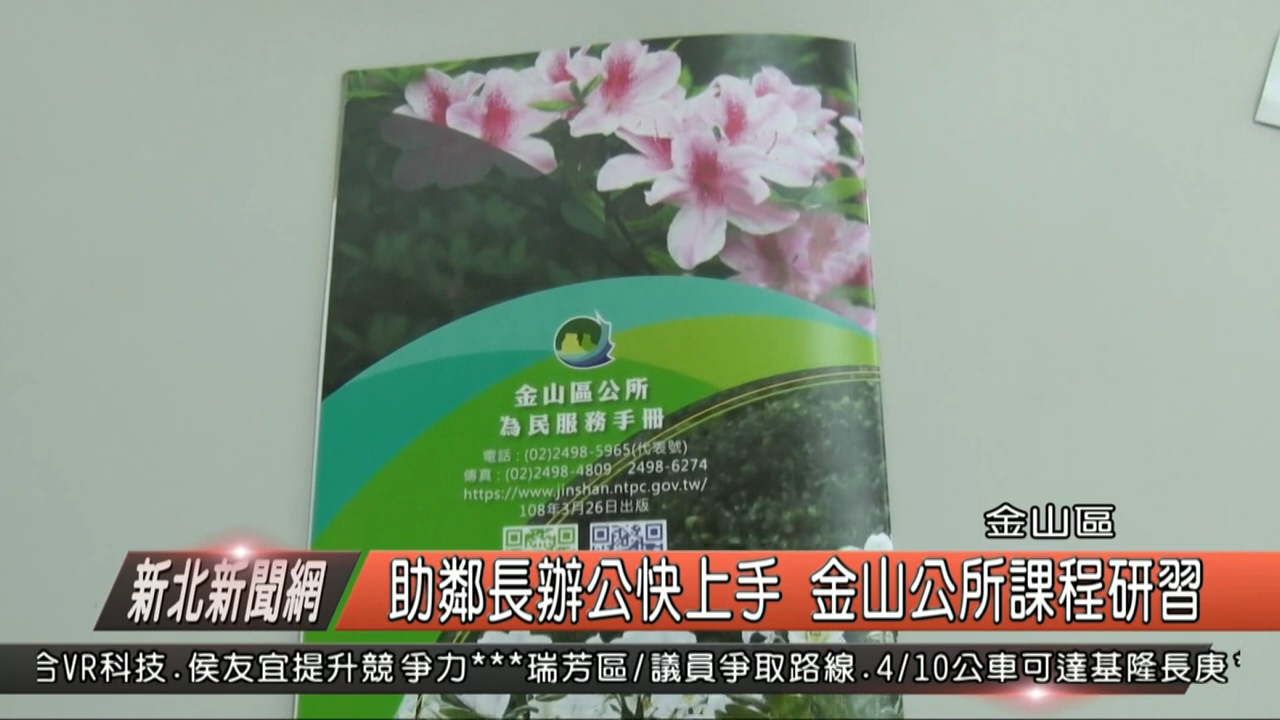 金山區公所
為民服務手冊
電話:(02)2498-5965(代表號)
傳真:(02)2498-4809、2498-6274
https://www.jinshan.ntpc.gov.tw/
108年3月26日出版
金山區
新北新聞網
助鄰長辦公快上手 金山公所課程研習
合VR科技.侯友宜提升競爭力***瑞芳區/議員爭取路線.4/10公車可達基隆長庚*